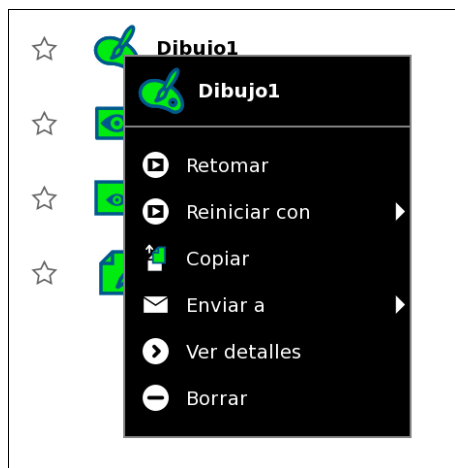 Dibujo1
Dibujo1
Retomar
Reiniciar con
Copiar
Enviar a
Ver detalles
Borrar